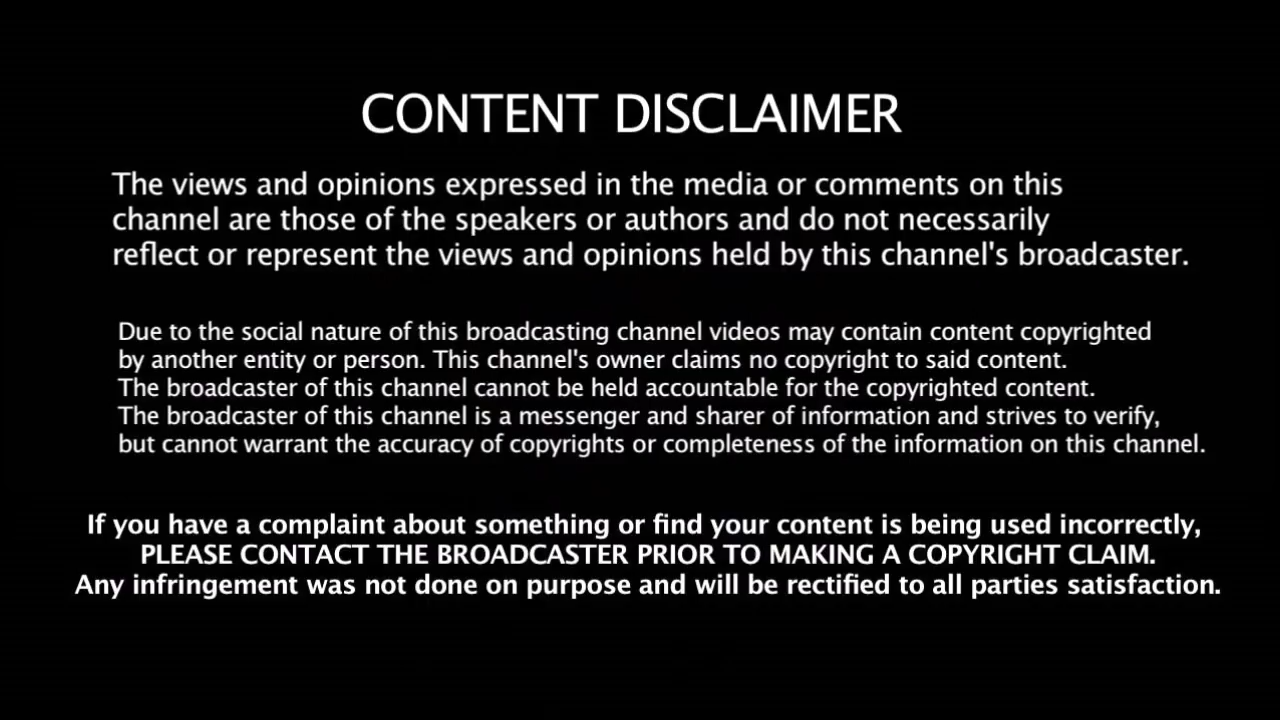 CONTENT DISCLAIMER
The views and opinions expressed in the media or comments on this
channel are those of the speakers or authors and do not necessarily
reflect or represent the views and opinions held by this channel's broadcaster.
Due to the social nature of this broadcasting channel videos may contain content copyrighted
by another entity or person. This channel's owner claims no copyright to said content.
The broadcaster of this channel cannot be held accountable for the copyrighted content.
The broadcaster of this channel is a messenger and sharer of information and strives to verify,
but cannot warrant the accuracy of copyrights or completeness of the information on this channel.
If you have a complaint about something or find your content is being used incorrectly,
PLEASE CONTACT THE BROADCASTER PRIOR TO MAKING A COPYRIGHT CLAIM.
Any infringement was not done on purpose and will be rectified to all parties satisfaction.